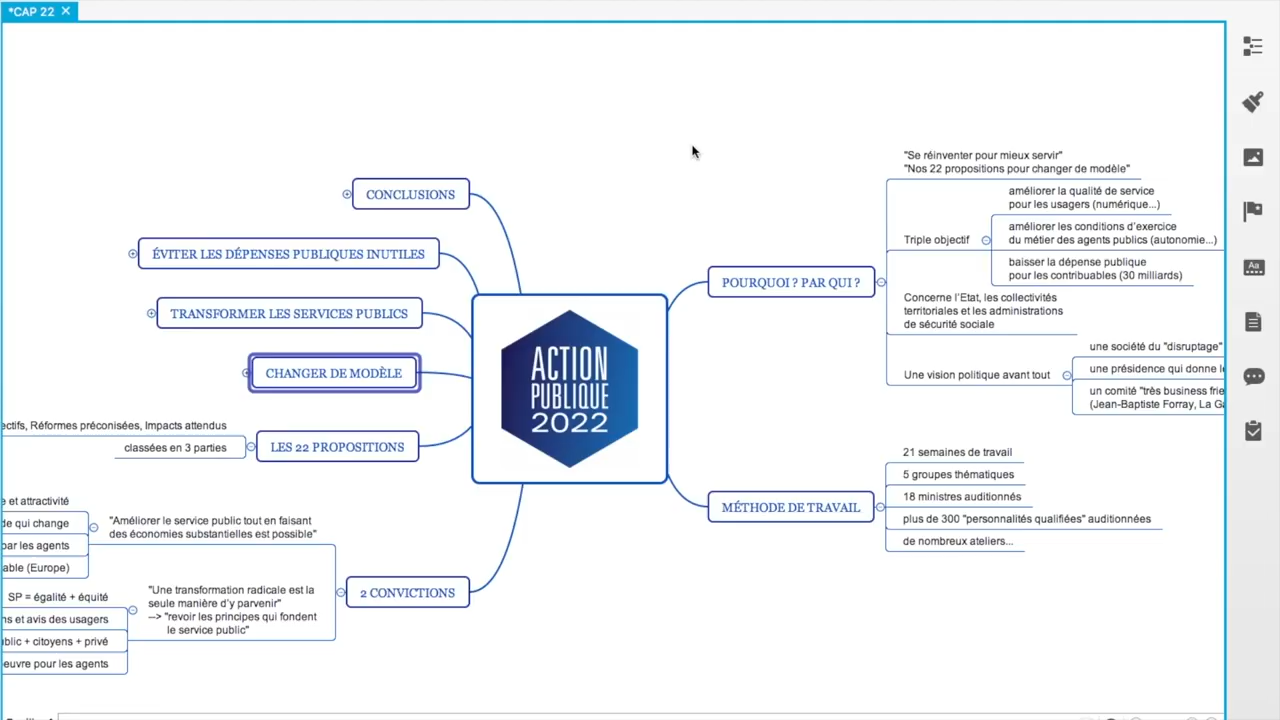 *CAP 22
"Se réinventer pour mieux servir"
"Nos 22 propositions pour changer de modèle"
améliorer la qualité de service
pour les usagers (numérique...)
Triple objectif
améliorer les conditions d'exercice
du métier des agents publics (autonomie...)
baisser la dépense publique
pour les contribuables (30 milliards)
POURQUOI ? PAR QUI ?
Concerne l'Etat, les collectivités
territoriales et les administrations
de sécurité sociale
une société du "disruptage"
Une vision politique avant tout
une présidence qui donne
un comité "très business
(Jean-Baptiste Forray, La
21 semaines de travail
5 groupes thématiques
MÉTHODE DE TRAVAIL
18 ministres auditionnés
plus de 300 "personnalités qualifiées" auditionnées
de nombreux ateliers...
ACTION
PUBLIQUE
2022
CONCLUSIONS
ÉVITER LES DÉPENSES PUBLIQUES INUTILES
TRANSFORMER LES SERVICES PUBLICS
CHANGER DE MODÈLE
Réformes préconisées, Impacts attendus
classées en 3 parties
LES 22 PROPOSITIONS
et attractivité
qui change
par les agents
(Europe)
"Améliorer le service public tout en faisant
des économies substantielles est possible"
SP = égalité + équité
et avis des usagers
+ citoyens + privé
pour les agents
"Une transformation radicale est la
seule manière d'y parvenir"
--> "revoir les principes qui fondent
le service public"
2 CONVICTIONS
Aa